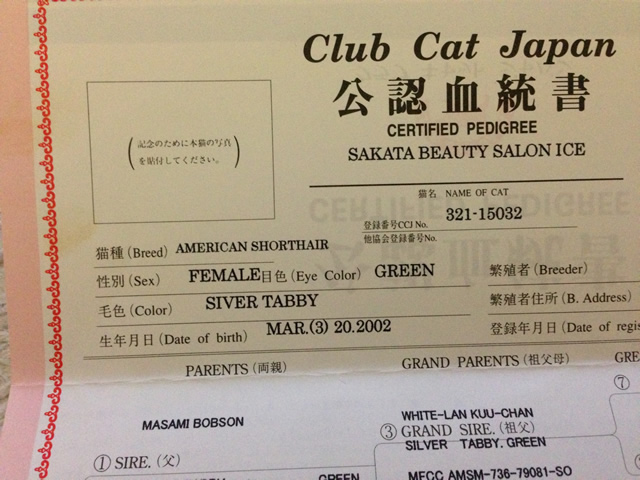 Club Cat Japan
公認血統書
CERTIFIED PEDIGREE
SAKATA BEAUTY SALON ICE
記念のために本猫の写真
を貼付してください。
猫名 NAME OF CAT
登録番号CCJ No. 321-15032
他協会登録番号No.
猫種 (Breed) AMERICAN SHORTHAIR
性別 (Sex) FEMALE 目色 (Eye Color) GREEN
繁殖者 (Breeder)
毛色 (Color) SIVER TABBY
繁殖者住所 (B. Address)
生年月日 (Date of birth) MAR.(3) 20.2002
登録年月日 (Date of regis
PARENTS (両親) GRAND PARENTS (祖父母) GRE
⑦
MASAMI BOBSON
WHITE-LAN KUU-CHAN
③ GRAND SIRE. (祖父)
SILVER TABBY. GREEN
① SIRE. (父)
GREEN
MFCC AMSM-736-79081-SO